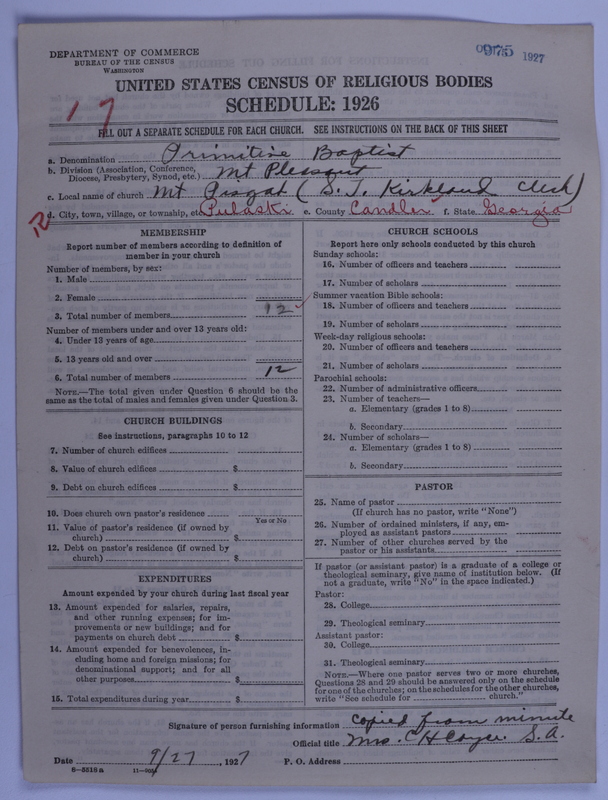 DEPARTMENT OF COMMERCE
BUREAU OF THE CENSUS
WASHINGTON
975 1927
UNITED STATES CENSUS OF RELIGIOUS BODIES
SCHEDULE: 1926
17
FILL OUT A SEPARATE SCHEDULE FOR EACH CHURCH. SEE INSTRUCTIONS ON THE BACK OF THIS SHEET
a. Denomination Primitive Baptist
b. Division (Association, Conference, Diocese, Presbytery, Synod, etc.) Mt Pleasant
c. Local name of church Mt Pisgah (S. J. Kirkland Clerk)
d. City, town, village, or township, etc. Pulaski e. County Candler f. State Georgia
MEMBERSHIP
Report number of members according to definition of
member in your church
Number of members, by sex:
1. Male
2. Female
3. Total number of members 12
Number of members under and over 13 years old:
4. Under 13 years of age
5. 13 years old and over
6. Total number of members 12
NOTE.—The total given under Question 6 should be the
same as the total of males and females given under Question 3.
CHURCH BUILDINGS
See instructions, paragraphs 10 to 12
7. Number of church edifices
8. Value of church edifices $
9. Debt on church edifices $
10. Does church own pastor's residence
Yes or No
11. Value of pastor's residence (if owned by
church) $
12. Debt on pastor's residence (if owned by
church) $
EXPENDITURES
Amount expended by your church during last fiscal year
13. Amount expended for salaries, repairs,
and other running expenses; for im-
provements or new buildings; and for
payments on church debt $
14. Amount expended for benevolences, in-
cluding home and foreign missions; for
denominational support; and for all
other purposes $
15. Total expenditures during year $
CHURCH SCHOOLS
Report here only schools conducted by this church
Sunday schools:
16. Number of officers and teachers
17. Number of scholars
Summer vacation Bible schools:
18. Number of officers and teachers
19. Number of scholars
Week-day religious schools:
20. Number of officers and teachers
21. Number of scholars
Parochial schools:
22. Number of administrative officers
23. Number of teachers—
a. Elementary (grades 1 to 8)
b. Secondary
24. Number of scholars—
a. Elementary (grades 1 to 8)
b. Secondary
PASTOR
25. Name of pastor
(If church has no pastor, write "None")
26. Number of ordained ministers, if any, em-
ployed as assistant pastors
27. Number of other churches served by the
pastor or his assistants
If pastor (or assistant pastor) is a graduate of a college or
theological seminary, give name of institution below. (If
not a graduate, write "No" in the space indicated.)
Pastor:
28. College
29. Theological seminary
Assistant pastor:
30. College
31. Theological seminary
NOTE.—Where one pastor serves two or more churches,
Questions 28 and 29 should be answered only on the schedule
for one of the churches; on the schedules for the other churches,
write "See schedule for church."
Signature of person furnishing information copied from minute
Official title Mrs. C H S. A.
Date 9/27, 1927 P. O. Address
8-5518a